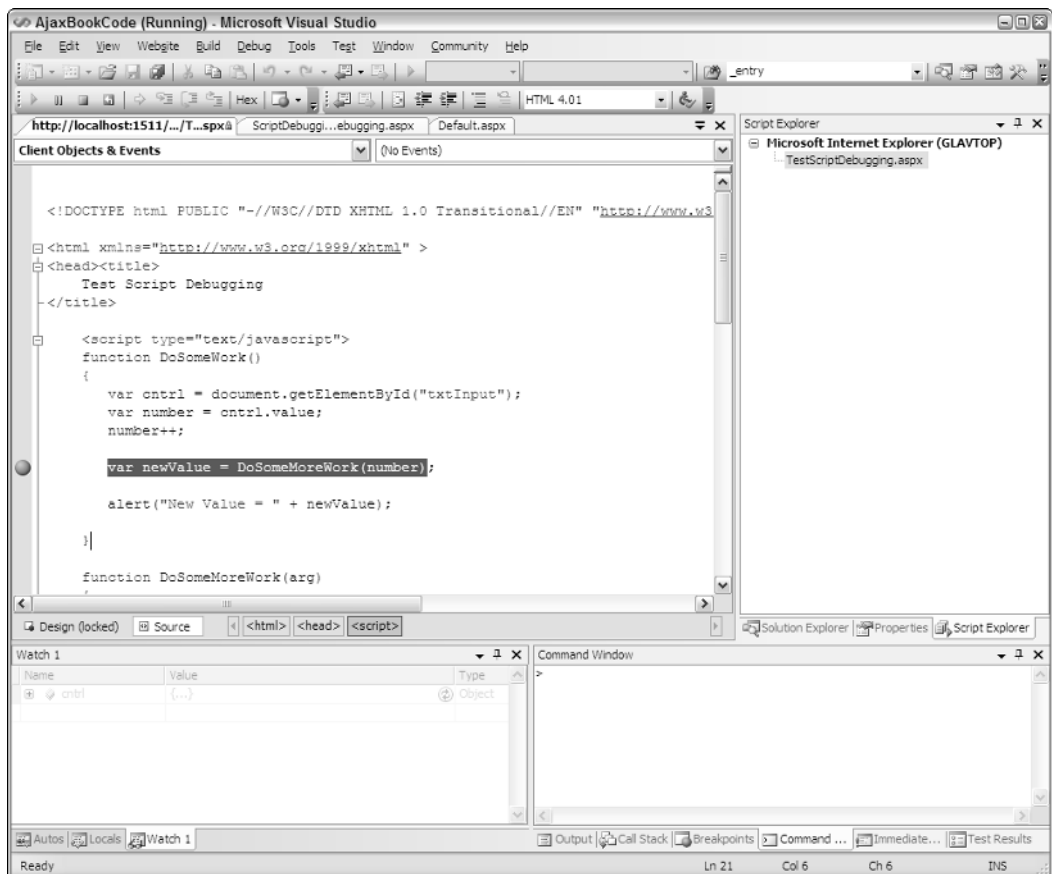 AjaxBookCode (Running) - Microsoft Visual Studio
File Edit View Website Build Debug Tools Test Window Community Help
_entry
Hex HTML 4.01
http://localhost:1511/.../T...spx ScriptDebuggi...ebugging.aspx Default.aspx
Client Objects & Events (No Events)
<!DOCTYPE html PUBLIC "-//W3C//DTD XHTML 1.0 Transitional//EN" "http://www.w3
<html xmlns="http://www.w3.org/1999/xhtml" >
<head><title>
Test Script Debugging
</title>
<script type="text/javascript">
function DoSomeWork()
{
var cntrl = document.getElementById("txtInput");
var number = cntrl.value;
number++;
var newValue = DoSomeMoreWork(number);
alert("New Value = " + newValue);
}
function DoSomeMoreWork(arg)
Design (locked) Source <html> <head> <script>
Script Explorer
Microsoft Internet Explorer (GLAVTOP)
TestScriptDebugging.aspx
Solution Explorer Properties Script Explorer
Watch 1
Name Value Type
cntrl {...} Object
Autos Locals Watch 1
Command Window
>
Output Call Stack Breakpoints Command ... Immediate... Test Results
Ready Ln 21 Col 6 Ch 6 INS